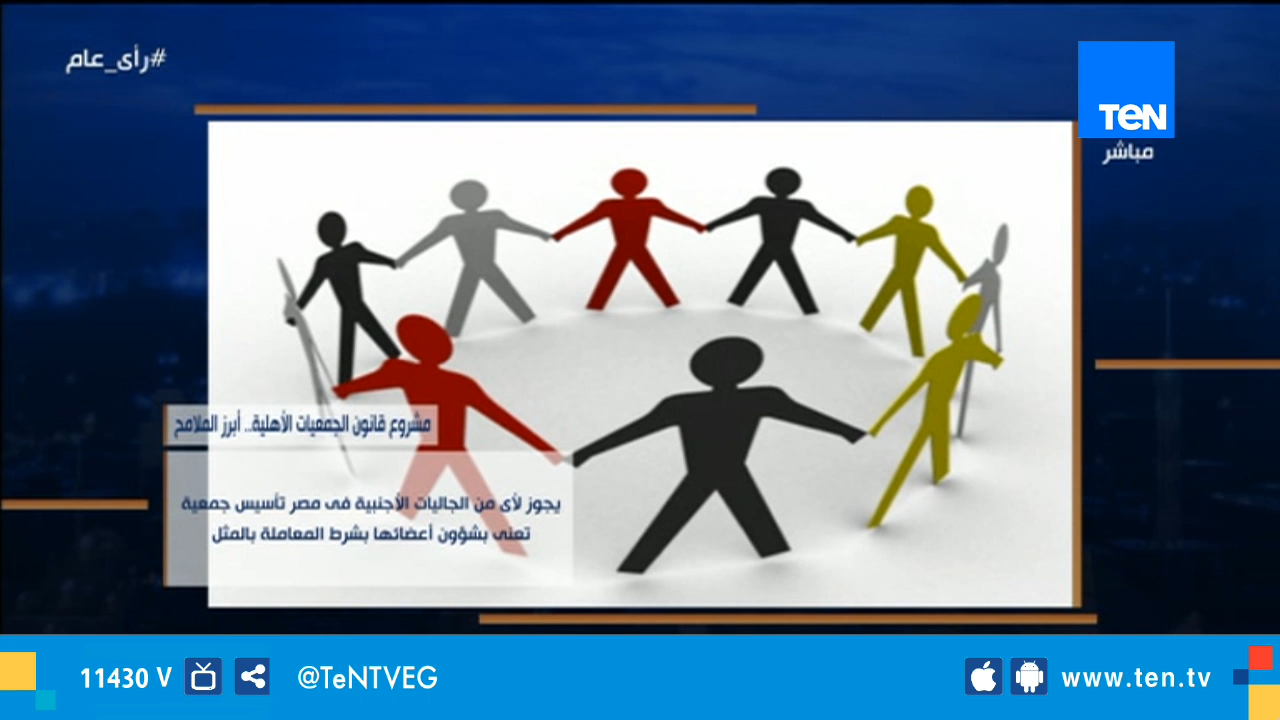 #رأى_عام
TeN
مباشر
مشروع قانون الجمعيات الأهلية.. أبرز الملامح
يجوز لأى من الجاليات الأجنبية فى مصر تأسيس جمعية
تعنى بشؤون أعضائها بشرط المعاملة بالمثل
11430 V
@TeNTVEG
www.ten.tv